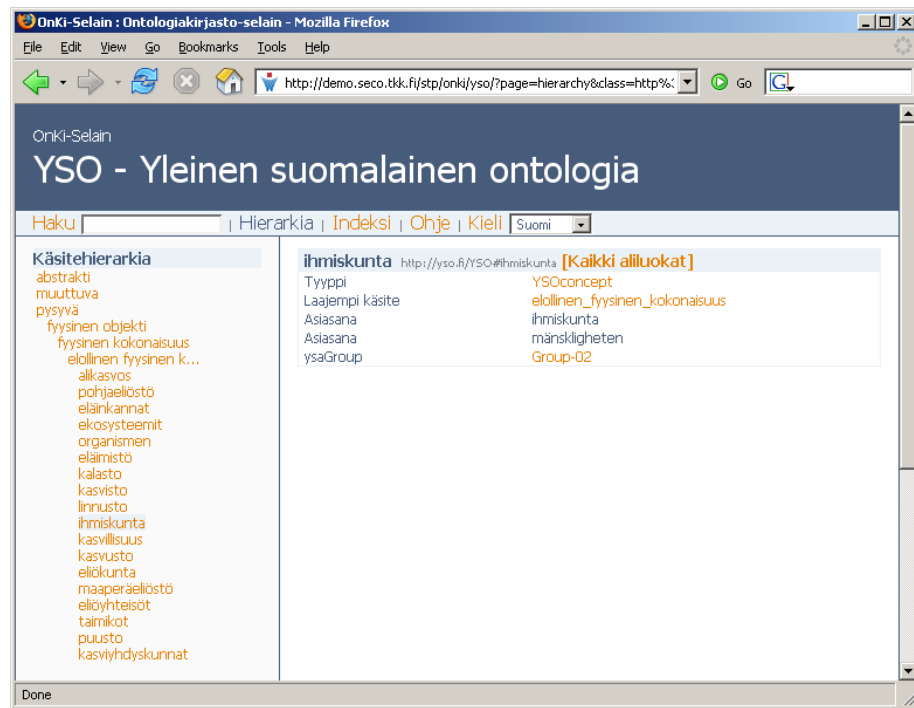 OnKi-Selain : Ontologiakirjasto-selain - Mozilla Firefox
File Edit View Go Bookmarks Tools Help
http://demo.seco.tkk.fi/stp/onki/yso/?page=hierarchy&class=http%: Go G
OnKi-Selain
YSO - Yleinen suomalainen ontologia
Haku | Hierarkia | Indeksi | Ohje | Kieli Suomi
Käsitehierarkia
abstrakti
muuttuva
pysyvä
fyysinen objekti
fyysinen kokonaisuus
elollinen fyysinen k...
alikasvos
pohjaeliöstö
eläinkannat
ekosysteemit
organismen
eläimistö
kalasto
kasvisto
linnusto
ihmiskunta
kasvillisuus
kasvusto
eliökunta
maaperäeliöstö
eliöyhteisöt
taimikot
puusto
kasviyhdyskunnat
ihmiskunta http://yso.fi/YSO#ihmiskunta [Kaikki aliluokat]
Tyyppi YSOconcept
Laajempi käsite elollinen_fyysinen_kokonaisuus
Asiasana ihmiskunta
Asiasana mänskligheten
ysaGroup Group-02
Done